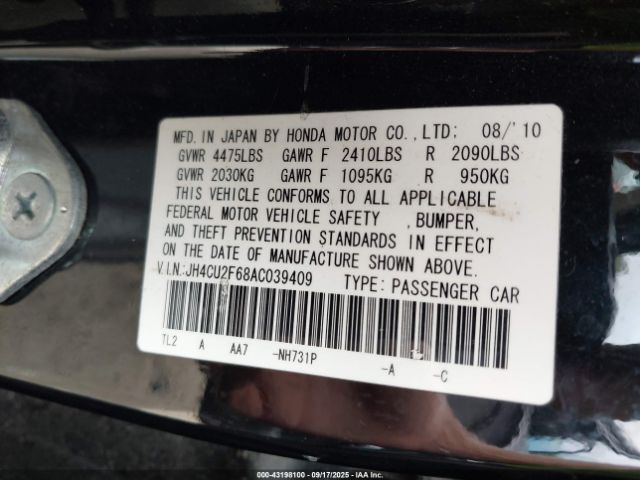 MFD. IN JAPAN BY HONDA MOTOR CO., LTD; 08/'10
GVWR 4475LBS GAWR F 2410LBS R 2090LBS
GVWR 2030KG GAWR F 1095KG R 950KG
THIS VEHICLE CONFORMS TO ALL APPLICABLE
FEDERAL MOTOR VEHICLE SAFETY , BUMPER,
AND THEFT PREVENTION STANDARDS IN EFFECT
ON THE DATE OF MANUFACTURE SHOWN ABOVE.
V.I.N:JH4CU2F68AC039409 TYPE: PASSENGER CAR
TL2 A AA7 -NH731P -A -C
000-43198100 - 09/17/2025 - IAAI.COM